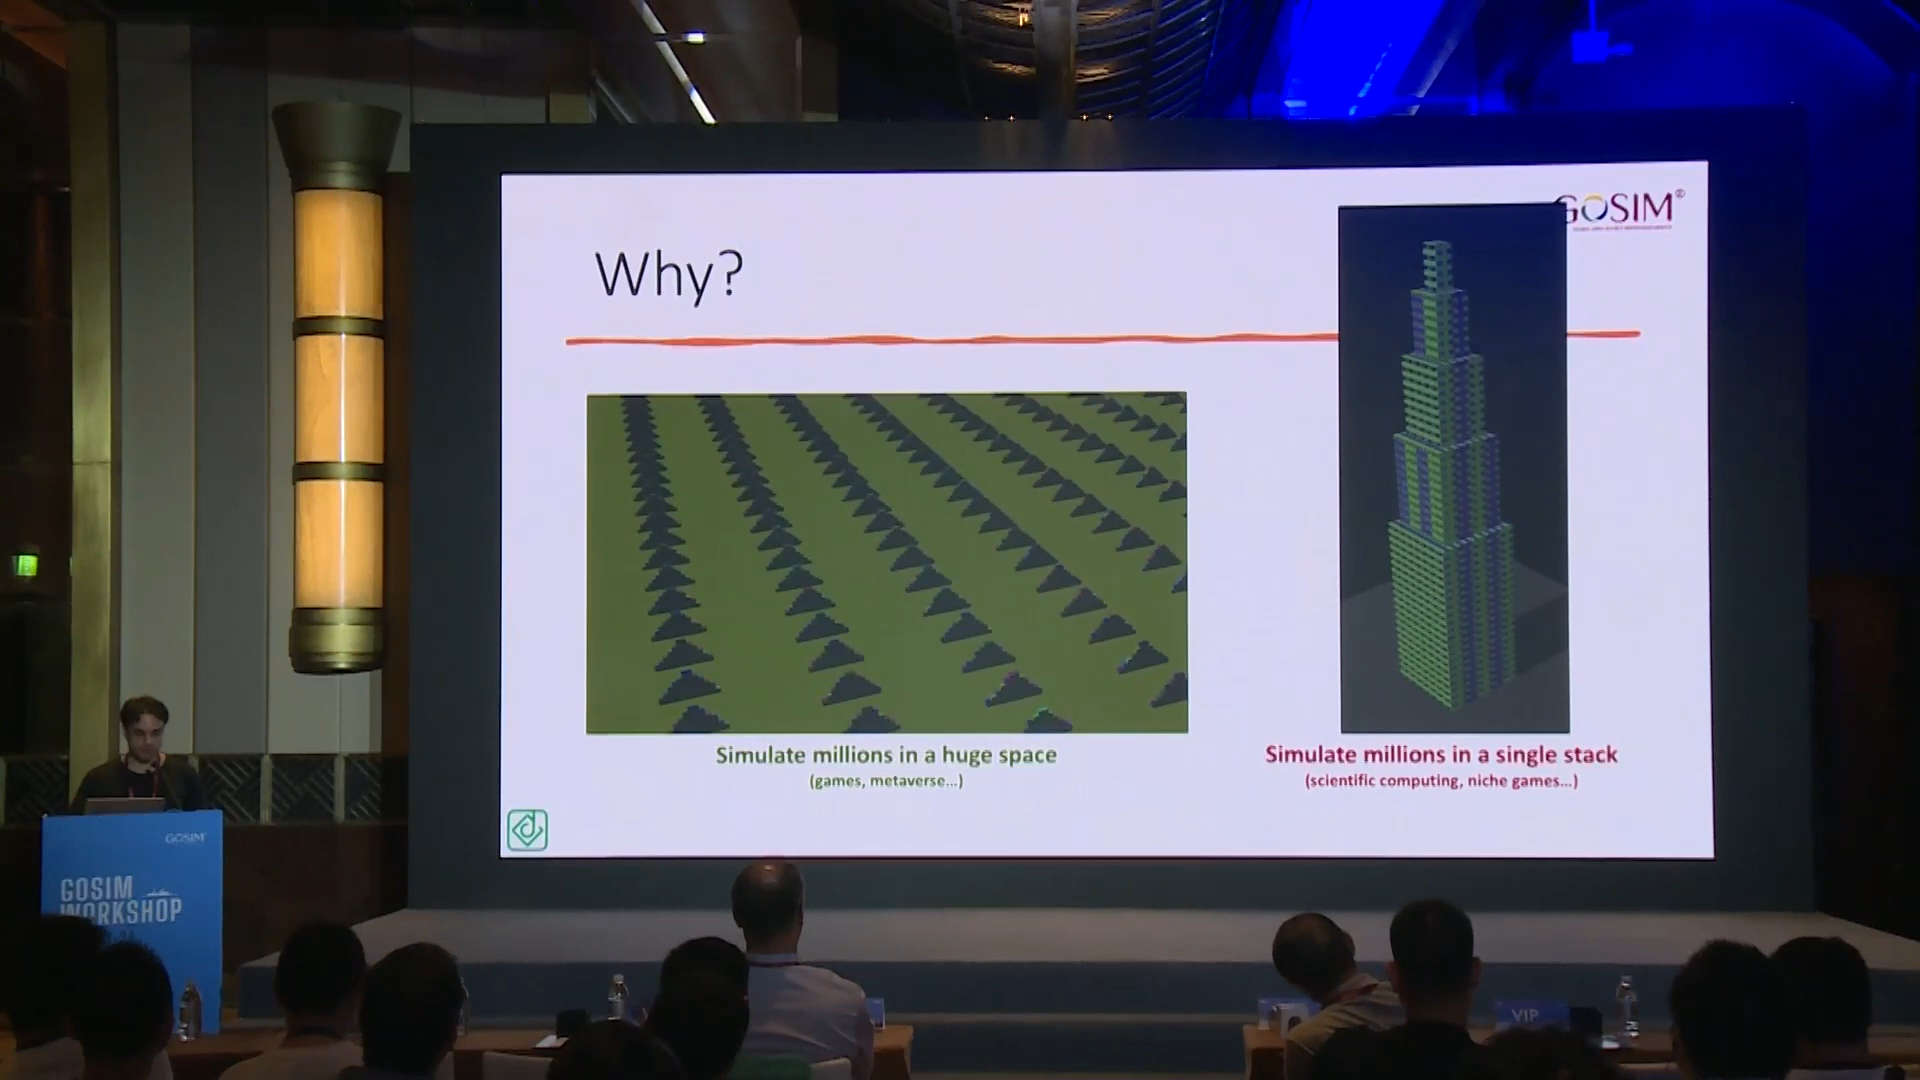 GOSIM®
Why?
Simulate millions in a huge space
(games, metaverse...)
Simulate millions in a single stack
(scientific computing, niche games...)
GOSIM
GOSIM
WORKSHOP
VIP